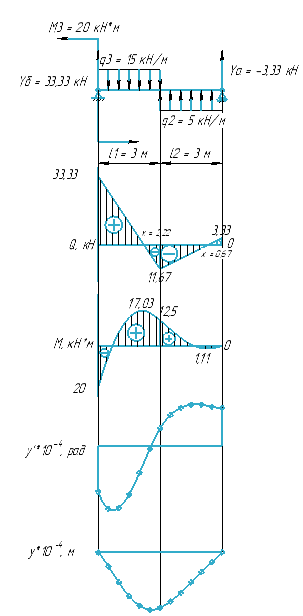 M3 = 20 кН*м
q3 = 15 кН/м
Yб = 33,33 кН
Yа = -3,33 кН
q2 = 5 кН/м
l1 = 3 м
l2 = 3 м
33,33
x = 2,22
3,33
Q, кН
0
x = 0,67
11,67
17,03
12,5
M, кН*м
0
1,11
20
y'*10⁻⁴, рад
y*10⁻⁴, м